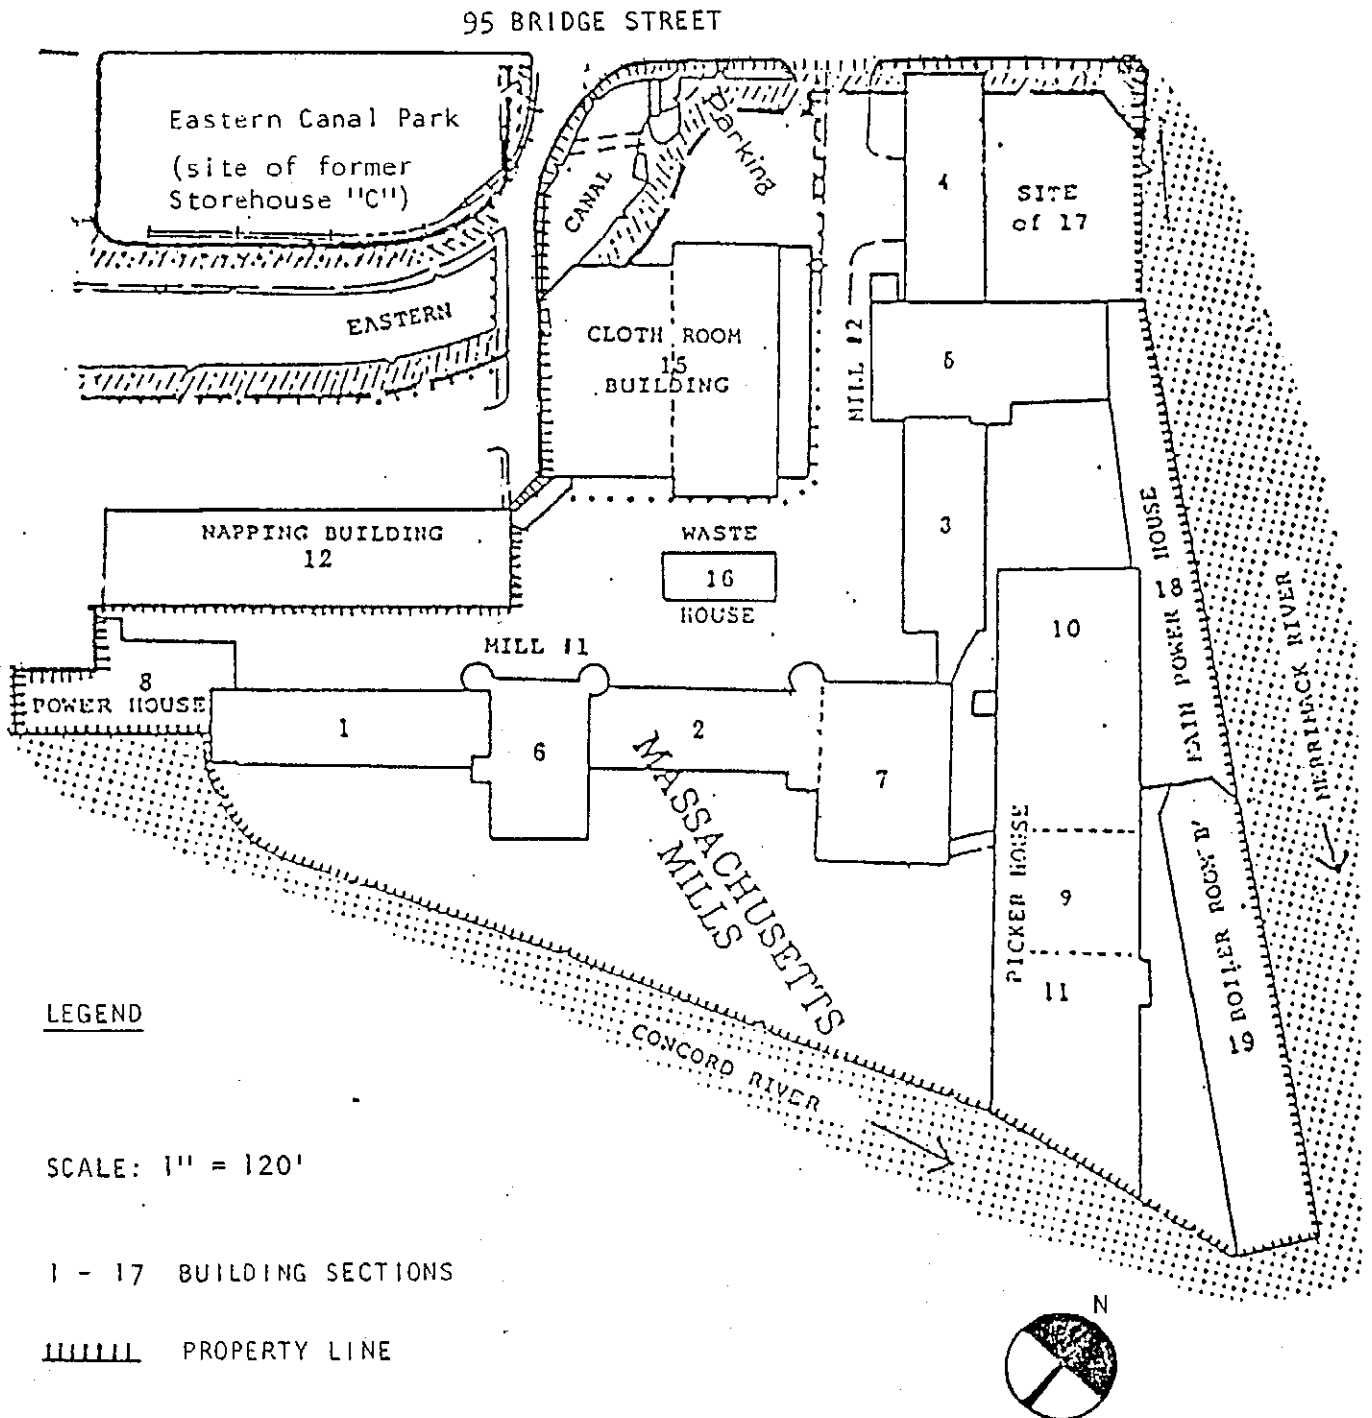 95 BRIDGE STREET
Eastern Canal Park
(site of former
Storehouse "C")
Parking
CANAL
EASTERN
4
SITE
of 17
CLOTH ROOM
15
BUILDING
MILL #2
5
3
NAPPING BUILDING
12
WASTE
16
HOUSE
MILL #1
8
POWER HOUSE
1
6
2
7
MASSACHUSETTS
MILLS
10
9
11
PICKER HOUSE
MAIN POWER HOUSE
18
BOILER ROOM 'B'
19
MERRIMACK RIVER
CONCORD RIVER
LEGEND
SCALE: 1" = 120'
1 - 17 BUILDING SECTIONS
PROPERTY LINE
N